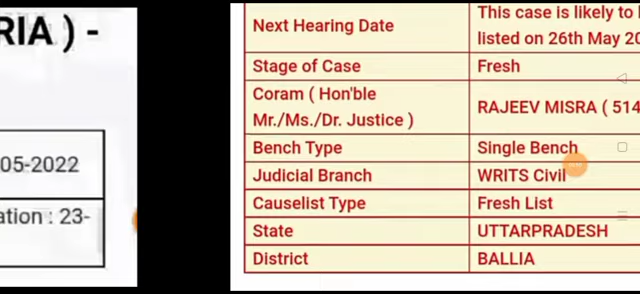 RIA ) -
05-2022
ation : 23-
Next Hearing Date
This case is likely to
listed on 26th May 20
Stage of Case
Fresh
Coram ( Hon'ble
Mr./Ms./Dr. Justice )
RAJEEV MISRA ( 514
Bench Type
Single Bench
Judicial Branch
WRITS Civil
Causelist Type
Fresh List
State
UTTARPRADESH
District
BALLIA